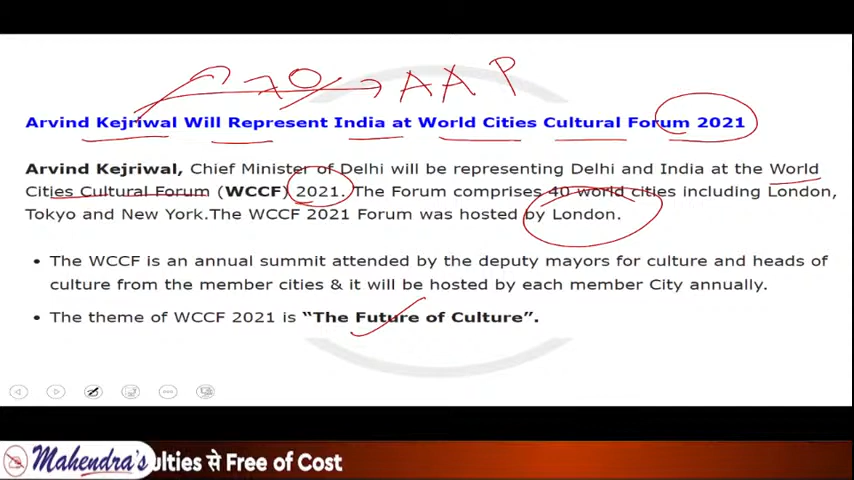 AAP
Arvind Kejriwal Will Represent India at World Cities Cultural Forum 2021
Arvind Kejriwal, Chief Minister of Delhi will be representing Delhi and India at the World
Cities Cultural Forum (WCCF) 2021. The Forum comprises 40 world cities including London,
Tokyo and New York.The WCCF 2021 Forum was hosted by London.
• The WCCF is an annual summit attended by the deputy mayors for culture and heads of
culture from the member cities & it will be hosted by each member City annually.
• The theme of WCCF 2021 is “The Future of Culture”.
Mahendra's ulties से Free of Cost